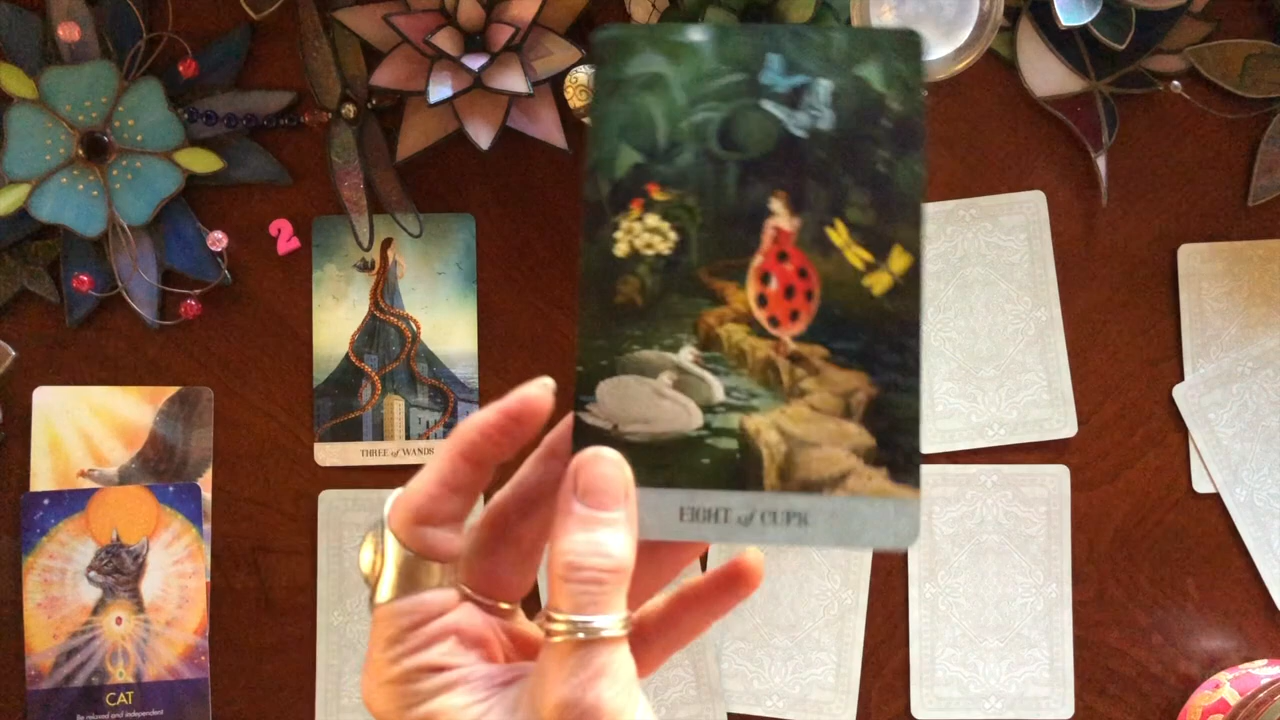 2
THREE of WANDS
EIGHT of CUPS
CAT
Be relaxed and independent